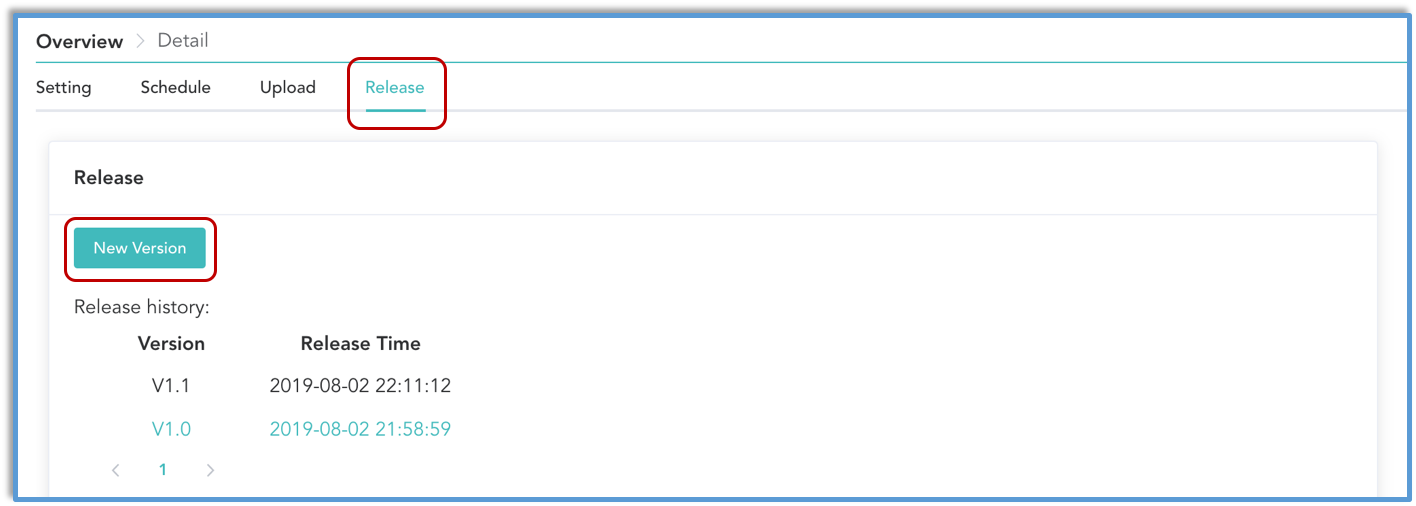 Overview > Detail
Setting Schedule Upload Release
Release
New Version
Release history:
Version Release Time
V1.1 2019-08-02 22:11:12
V1.0 2019-08-02 21:58:59
< 1 >